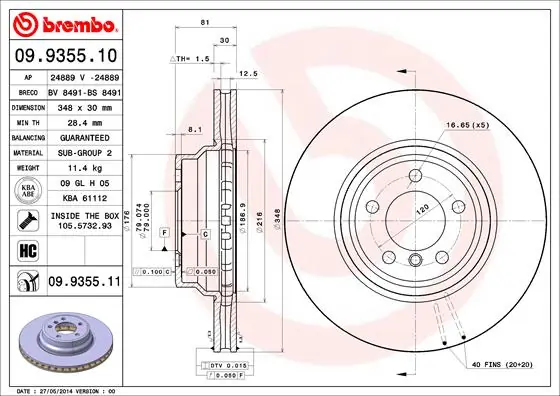 brembo
09.9355.10
AP 24889 V -24889
BRECO BV 8491-BS 8491
DIMENSION 348 x 30 mm
MIN TH 28.4 mm
BALANCING GUARANTEED
MATERIAL SUB-GROUP 2
WEIGHT 11.4 kg
KBA ABE 09 GL H 05
KBA 61112
INSIDE THE BOX
105.5732.93
HC
09.9355.11
DATE : 27/05/2014 VERSION : 00
81
30
△TH= 1.5
12.5
8.1
∅176
79.074
∅79.000
F
C
∅186.9
∅216
∅348
0.100 C
0.050
DTV 0.015
0.050 F
16.65 (x5)
120
40 FINS (20+20)